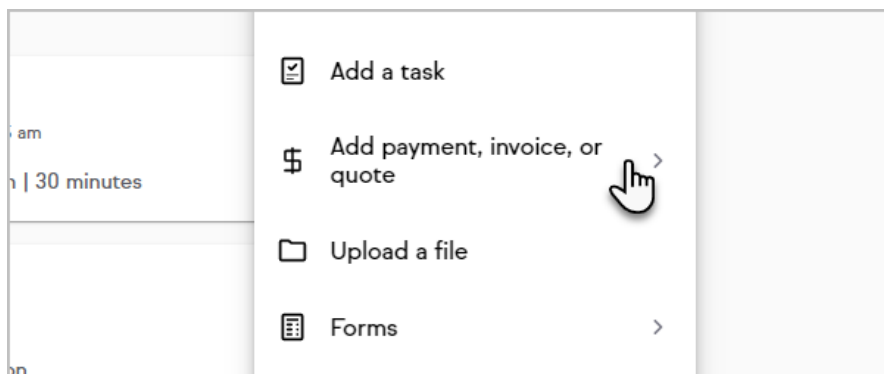 Add a task
am
Add payment, invoice, or
quote
| 30 minutes
Upload a file
Forms